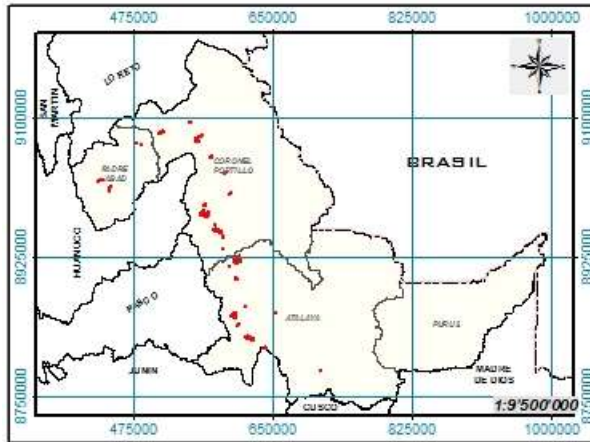 475000 650000 825000 1000000
9100000
8925000
8750000
LORETO
SAN
MARTIN
BRASIL
PADRE
ABAD
CORONEL
PORTILLO
HUANUCO
PASCO
ATALAYA
PURUS
JUNIN
MADRE
DE DIOS
CUSCO
1:9'500'000
9100000
8925000
8750000
475000 650000 825000 1000000